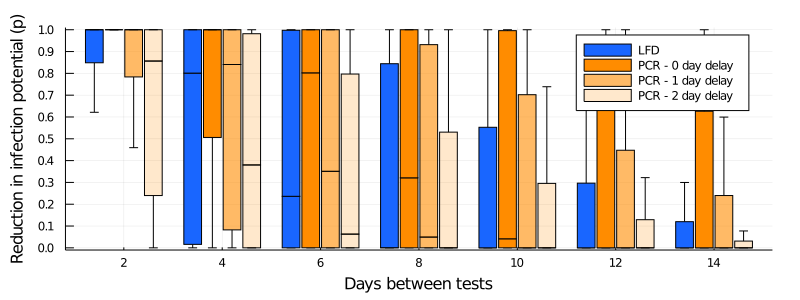 Reduction in infection potential (p)
1.0
0.9
0.8
0.7
0.6
0.5
0.4
0.3
0.2
0.1
0.0
LFD
PCR - 0 day delay
PCR - 1 day delay
PCR - 2 day delay
2 4 6 8 10 12 14
Days between tests